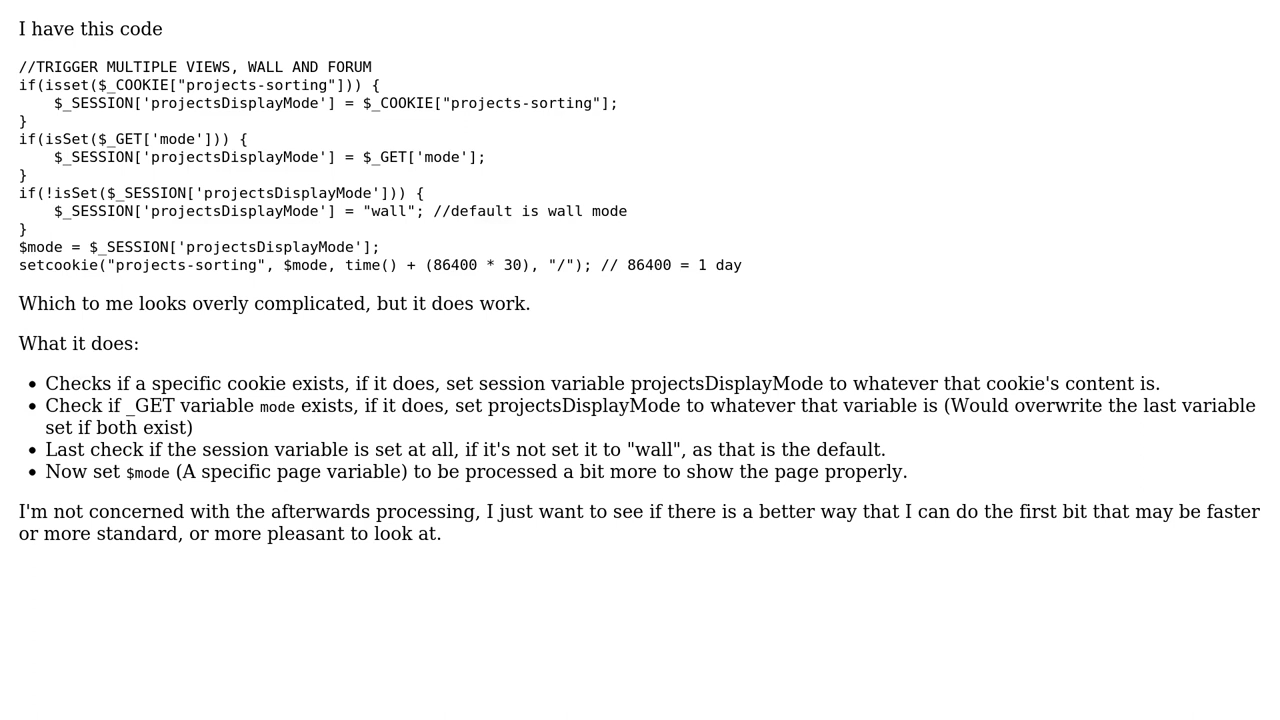 I have this code
//TRIGGER MULTIPLE VIEWS, WALL AND FORUM
if(isset($_COOKIE["projects-sorting"])) {
    $_SESSION['projectsDisplayMode'] = $_COOKIE["projects-sorting"];
}
if(isSet($_GET['mode'])) {
    $_SESSION['projectsDisplayMode'] = $_GET['mode'];
}
if(!isSet($_SESSION['projectsDisplayMode'])) {
    $_SESSION['projectsDisplayMode'] = "wall"; //default is wall mode
}
$mode = $_SESSION['projectsDisplayMode'];
setcookie("projects-sorting", $mode, time() + (86400 * 30), "/"); // 86400 = 1 day
Which to me looks overly complicated, but it does work.
What it does:
• Checks if a specific cookie exists, if it does, set session variable projectsDisplayMode to whatever that cookie's content is.
• Check if _GET variable mode exists, if it does, set projectsDisplayMode to whatever that variable is (Would overwrite the last variable
set if both exist)
• Last check if the session variable is set at all, if it's not set it to "wall", as that is the default.
• Now set $mode (A specific page variable) to be processed a bit more to show the page properly.
I'm not concerned with the afterwards processing, I just want to see if there is a better way that I can do the first bit that may be faster
or more standard, or more pleasant to look at.